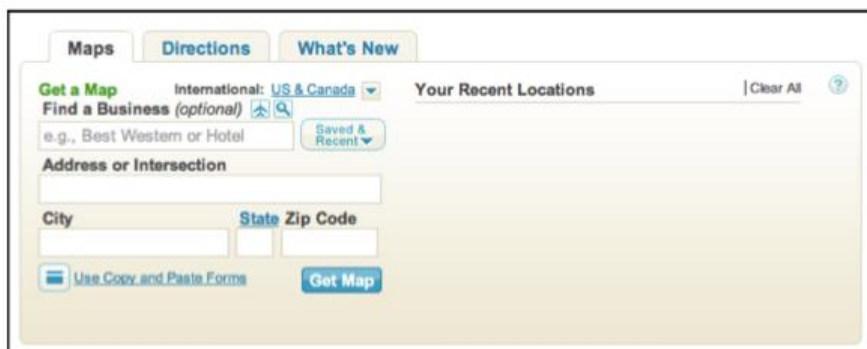 Maps Directions What's New
Get a Map International: US & Canada
Your Recent Locations Clear All ?
Find a Business (optional)
e.g., Best Western or Hotel Saved & Recent
Address or Intersection
City State Zip Code
Use Copy and Paste Forms Get Map